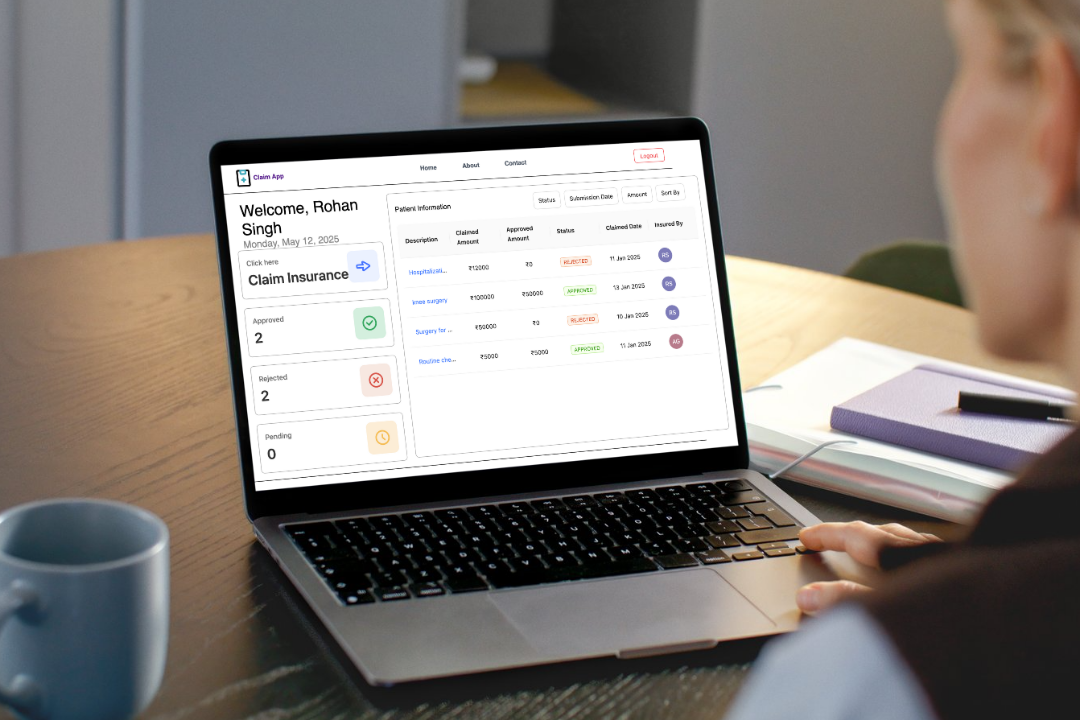 Claim App
Home
About
Contact
Logout
Welcome, Rohan
Singh
Monday, May 12, 2025
Click here
Claim Insurance
Approved
2
Rejected
2
Pending
0
Patient Information
Status
Submission Date
Amount
Sort By
Description
Claimed
Amount
Approved
Amount
Status
Claimed Date
Insured By
Hospitalizati...
₹12000
₹0
REJECTED
11 Jan 2025
RS
knee surgery
₹100000
APPROVED
13 Jan 2025
RS
Surgery for ...
₹50000
₹0
REJECTED
10 Jan 2025
RS
Routine che...
₹5000
₹5000
APPROVED
11 Jan 2025
AG